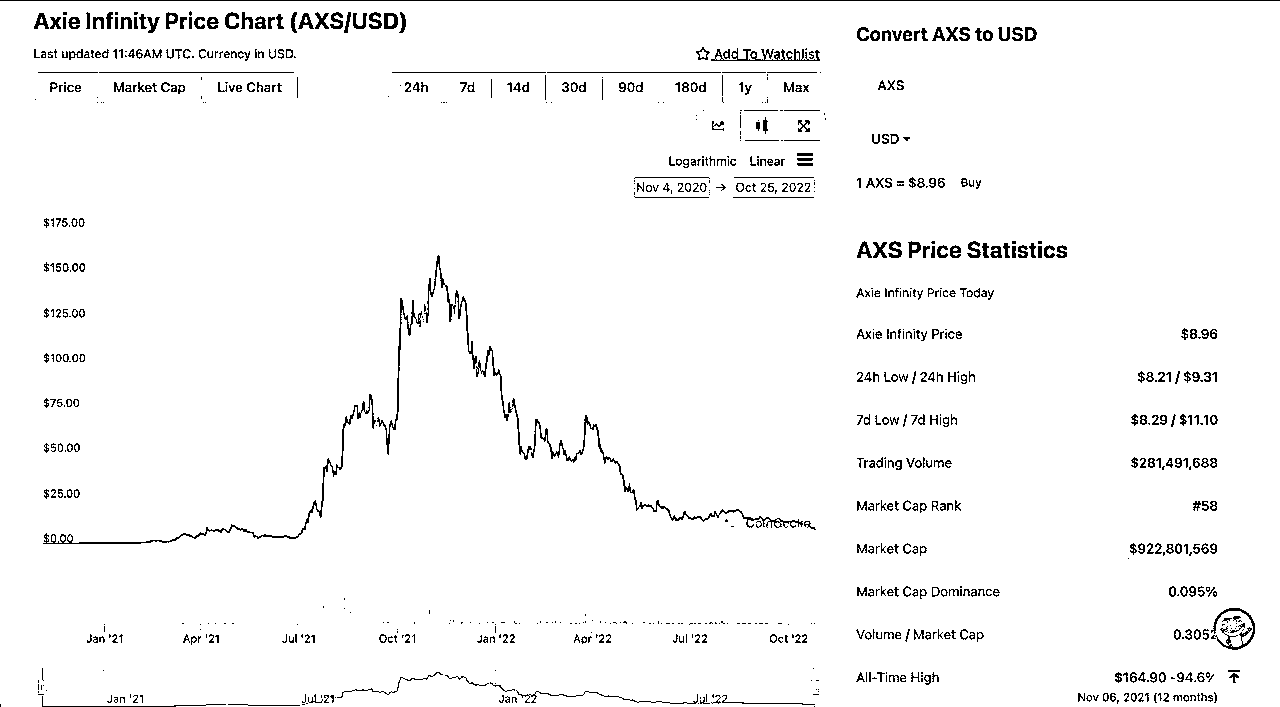 Axie Infinity Price Chart (AXS/USD)
Last updated 11:46AM UTC. Currency in USD.
Add To Watchlist
Price Market Cap Live Chart
24h 7d 14d 30d 90d 180d 1y Max
Logarithmic Linear
Nov 4, 2020 → Oct 25, 2022
$175.00
$150.00
$125.00
$100.00
$75.00
$50.00
$25.00
$0.00
CoinGecko
Jan '21 Apr '21 Jul '21 Oct '21 Jan '22 Apr '22 Jul '22 Oct '22
Jan '21 Jul '21 Jan '22 Jul '22
Convert AXS to USD
AXS
USD
1 AXS = $8.96 Buy
AXS Price Statistics
Axie Infinity Price Today
Axie Infinity Price $8.96
24h Low / 24h High $8.21 / $9.31
7d Low / 7d High $8.29 / $11.10
Trading Volume $281,491,688
Market Cap Rank #58
Market Cap $922,801,569
Market Cap Dominance 0.095%
Volume / Market Cap 0.3052
All-Time High $164.90 -94.6%
Nov 06, 2021 (12 months)